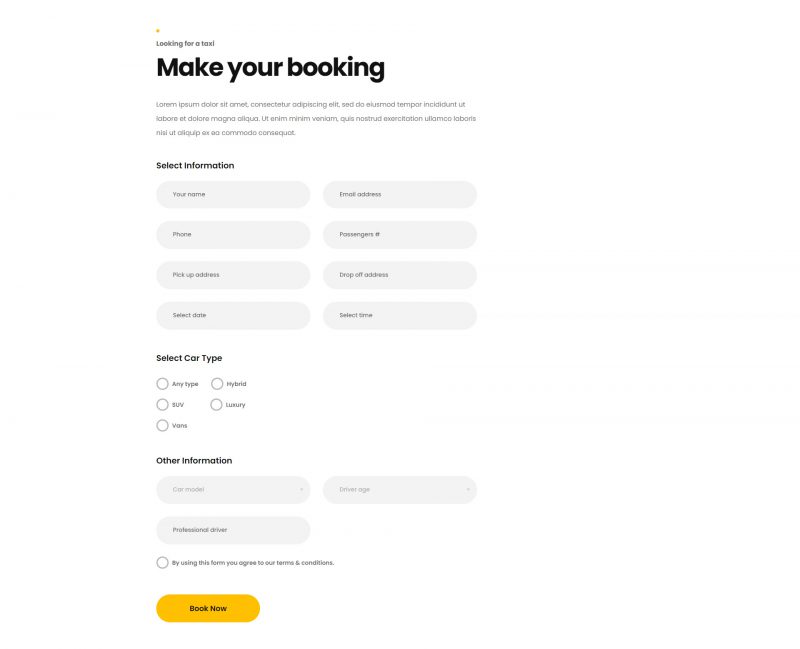 Looking for a taxi
Make your booking
Lorem ipsum dolor sit amet, consectetur adipiscing elit, sed do eiusmod tempor incididunt ut
labore et dolore magna aliqua. Ut enim minim veniam, quis nostrud exercitation ullamco laboris
nisi ut aliquip ex ea commodo consequat.
Select Information
Your name Email address
Phone Passengers #
Pick up address Drop off address
Select date Select time
Select Car Type
Any type Hybrid
SUV Luxury
Vans
Other Information
Car model Driver age
Professional driver
By using this form you agree to our terms & conditions.
Book Now